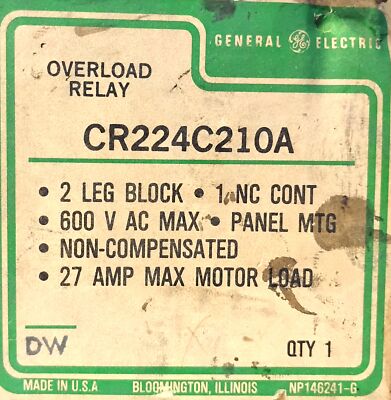 GENERAL GE ELECTRIC
OVERLOAD
RELAY
CR224C210A
• 2 LEG BLOCK • 1 NC CONT
• 600 V AC MAX • PANEL MTG
• NON-COMPENSATED
• 27 AMP MAX MOTOR LOAD
DW QTY 1
MADE IN U.S.A BLOOMINGTON, ILLINOIS NP146241-G